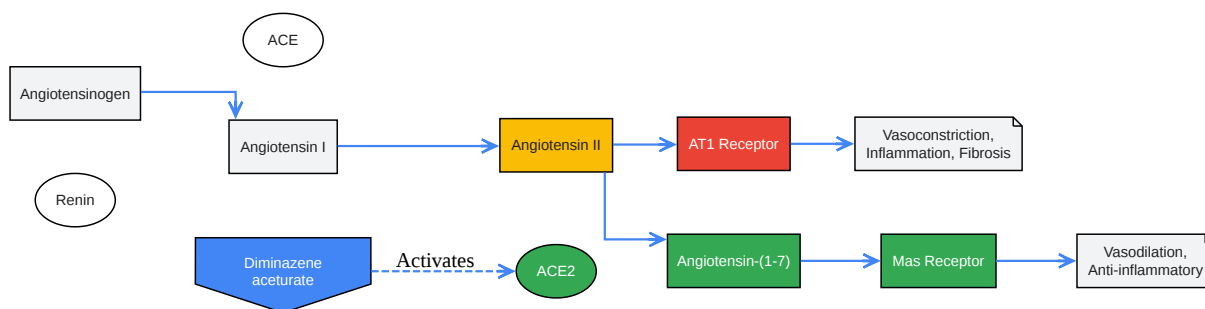 ACE
Angiotensinogen
Angiotensin I
Angiotensin II
AT1 Receptor
Vasoconstriction,
Inflammation, Fibrosis
Renin
Diminazene
aceturate
Activates
ACE2
Angiotensin-(1-7)
Mas Receptor
Vasodilation,
Anti-inflammatory